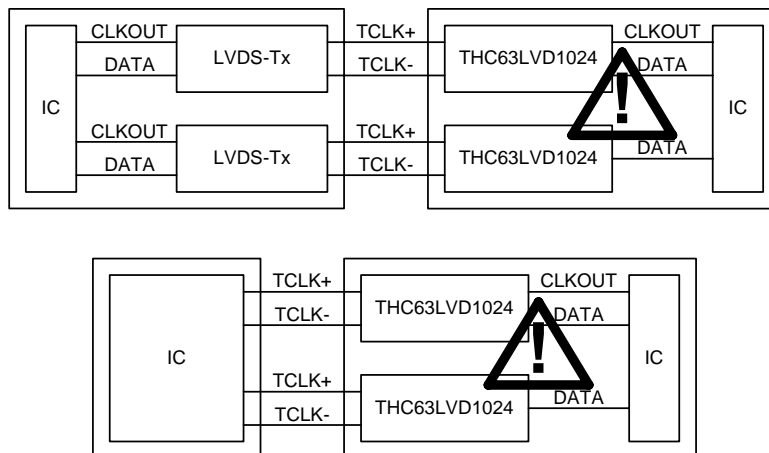 CLKOUT TCLK+ CLKOUT
LVDS-Tx THC63LVD1024
DATA TCLK- DATA
IC IC
CLKOUT TCLK+
LVDS-Tx THC63LVD1024
DATA TCLK- DATA
TCLK+ CLKOUT
THC63LVD1024
TCLK- DATA
IC IC
TCLK+
THC63LVD1024
TCLK- DATA